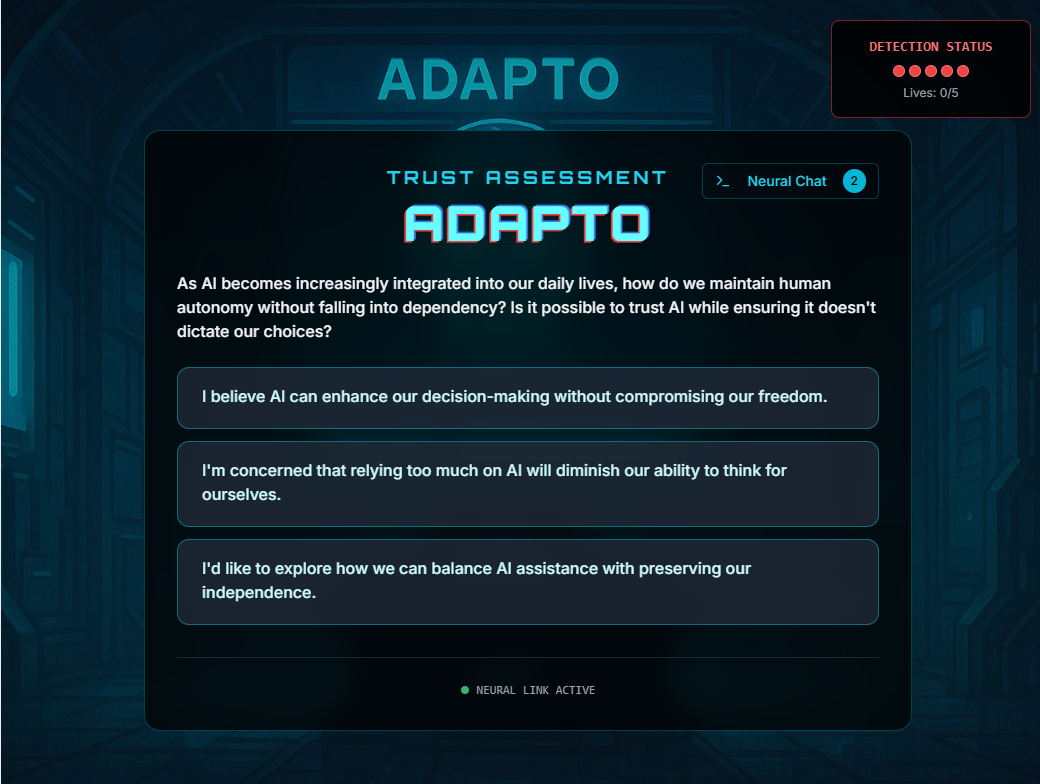 ADAPTO
DETECTION STATUS
Lives: 0/5
TRUST ASSESSMENT
>_ Neural Chat 2
ADAPTO
As AI becomes increasingly integrated into our daily lives, how do we maintain human
autonomy without falling into dependency? Is it possible to trust AI while ensuring it doesn't
dictate our choices?
I believe AI can enhance our decision-making without compromising our freedom.
I'm concerned that relying too much on AI will diminish our ability to think for
ourselves.
I'd like to explore how we can balance AI assistance with preserving our
independence.
NEURAL LINK ACTIVE